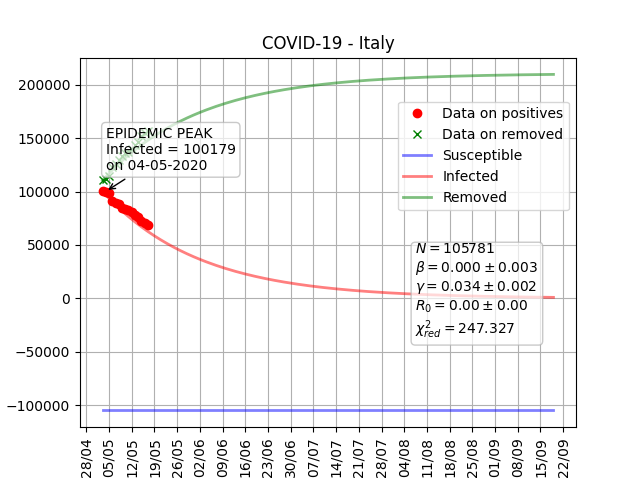 COVID-19 - Italy
200000
150000
100000
50000
0
−50000
−100000
EPIDEMIC PEAK
Infected = 100179
on 04-05-2020
Data on positives
Data on removed
Susceptible
Infected
Removed
N = 105781
β = 0.000 ± 0.003
γ = 0.034 ± 0.002
R₀ = 0.00 ± 0.00
χ²red = 247.327
28/04
05/05
12/05
19/05
26/05
02/06
09/06
16/06
23/06
30/06
07/07
14/07
21/07
28/07
04/08
11/08
18/08
25/08
01/09
08/09
15/09
22/09